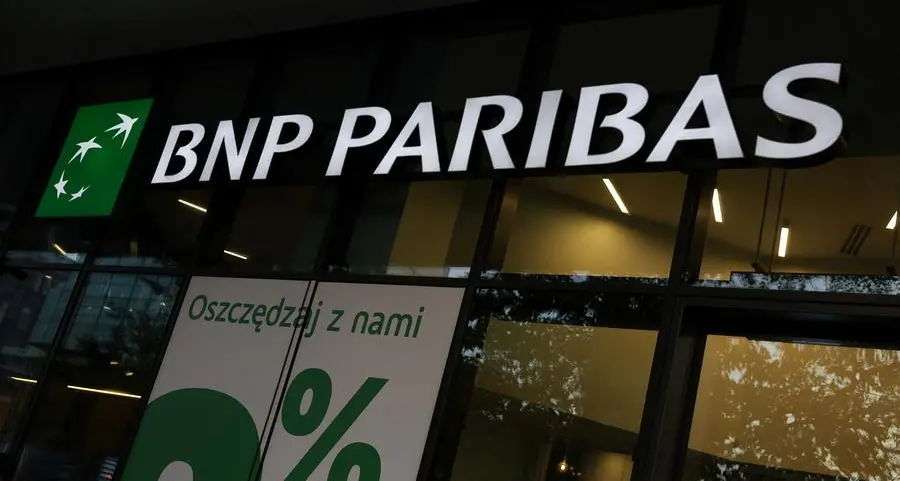 BNP PARIBAS
Oszczędzaj z nami
%